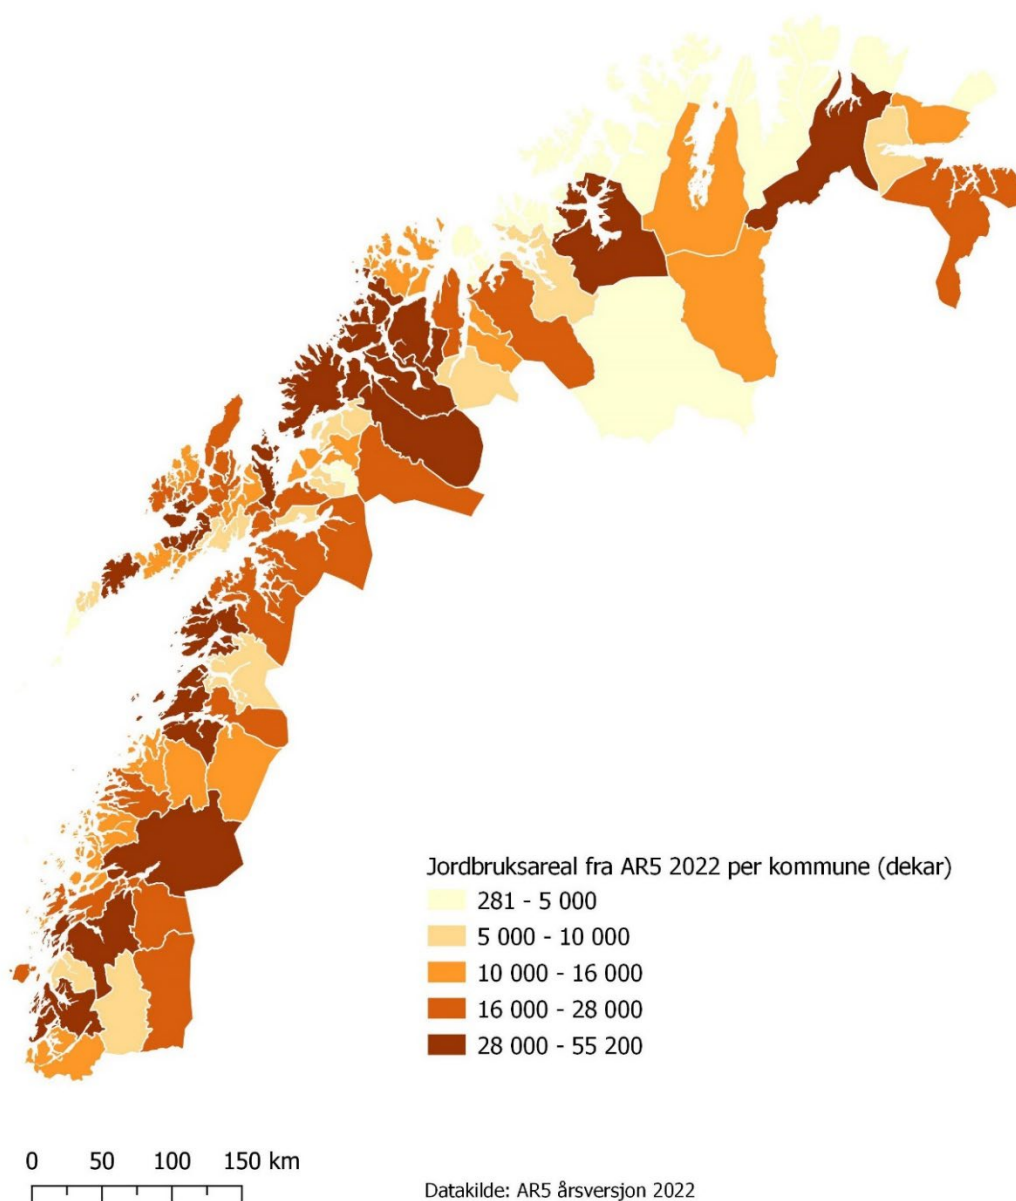 Jordbruksareal fra AR5 2022 per kommune (dekar)
281 - 5 000
5 000 - 10 000
10 000 - 16 000
16 000 - 28 000
28 000 - 55 200
0 50 100 150 km
Datakilde: AR5 årsversjon 2022